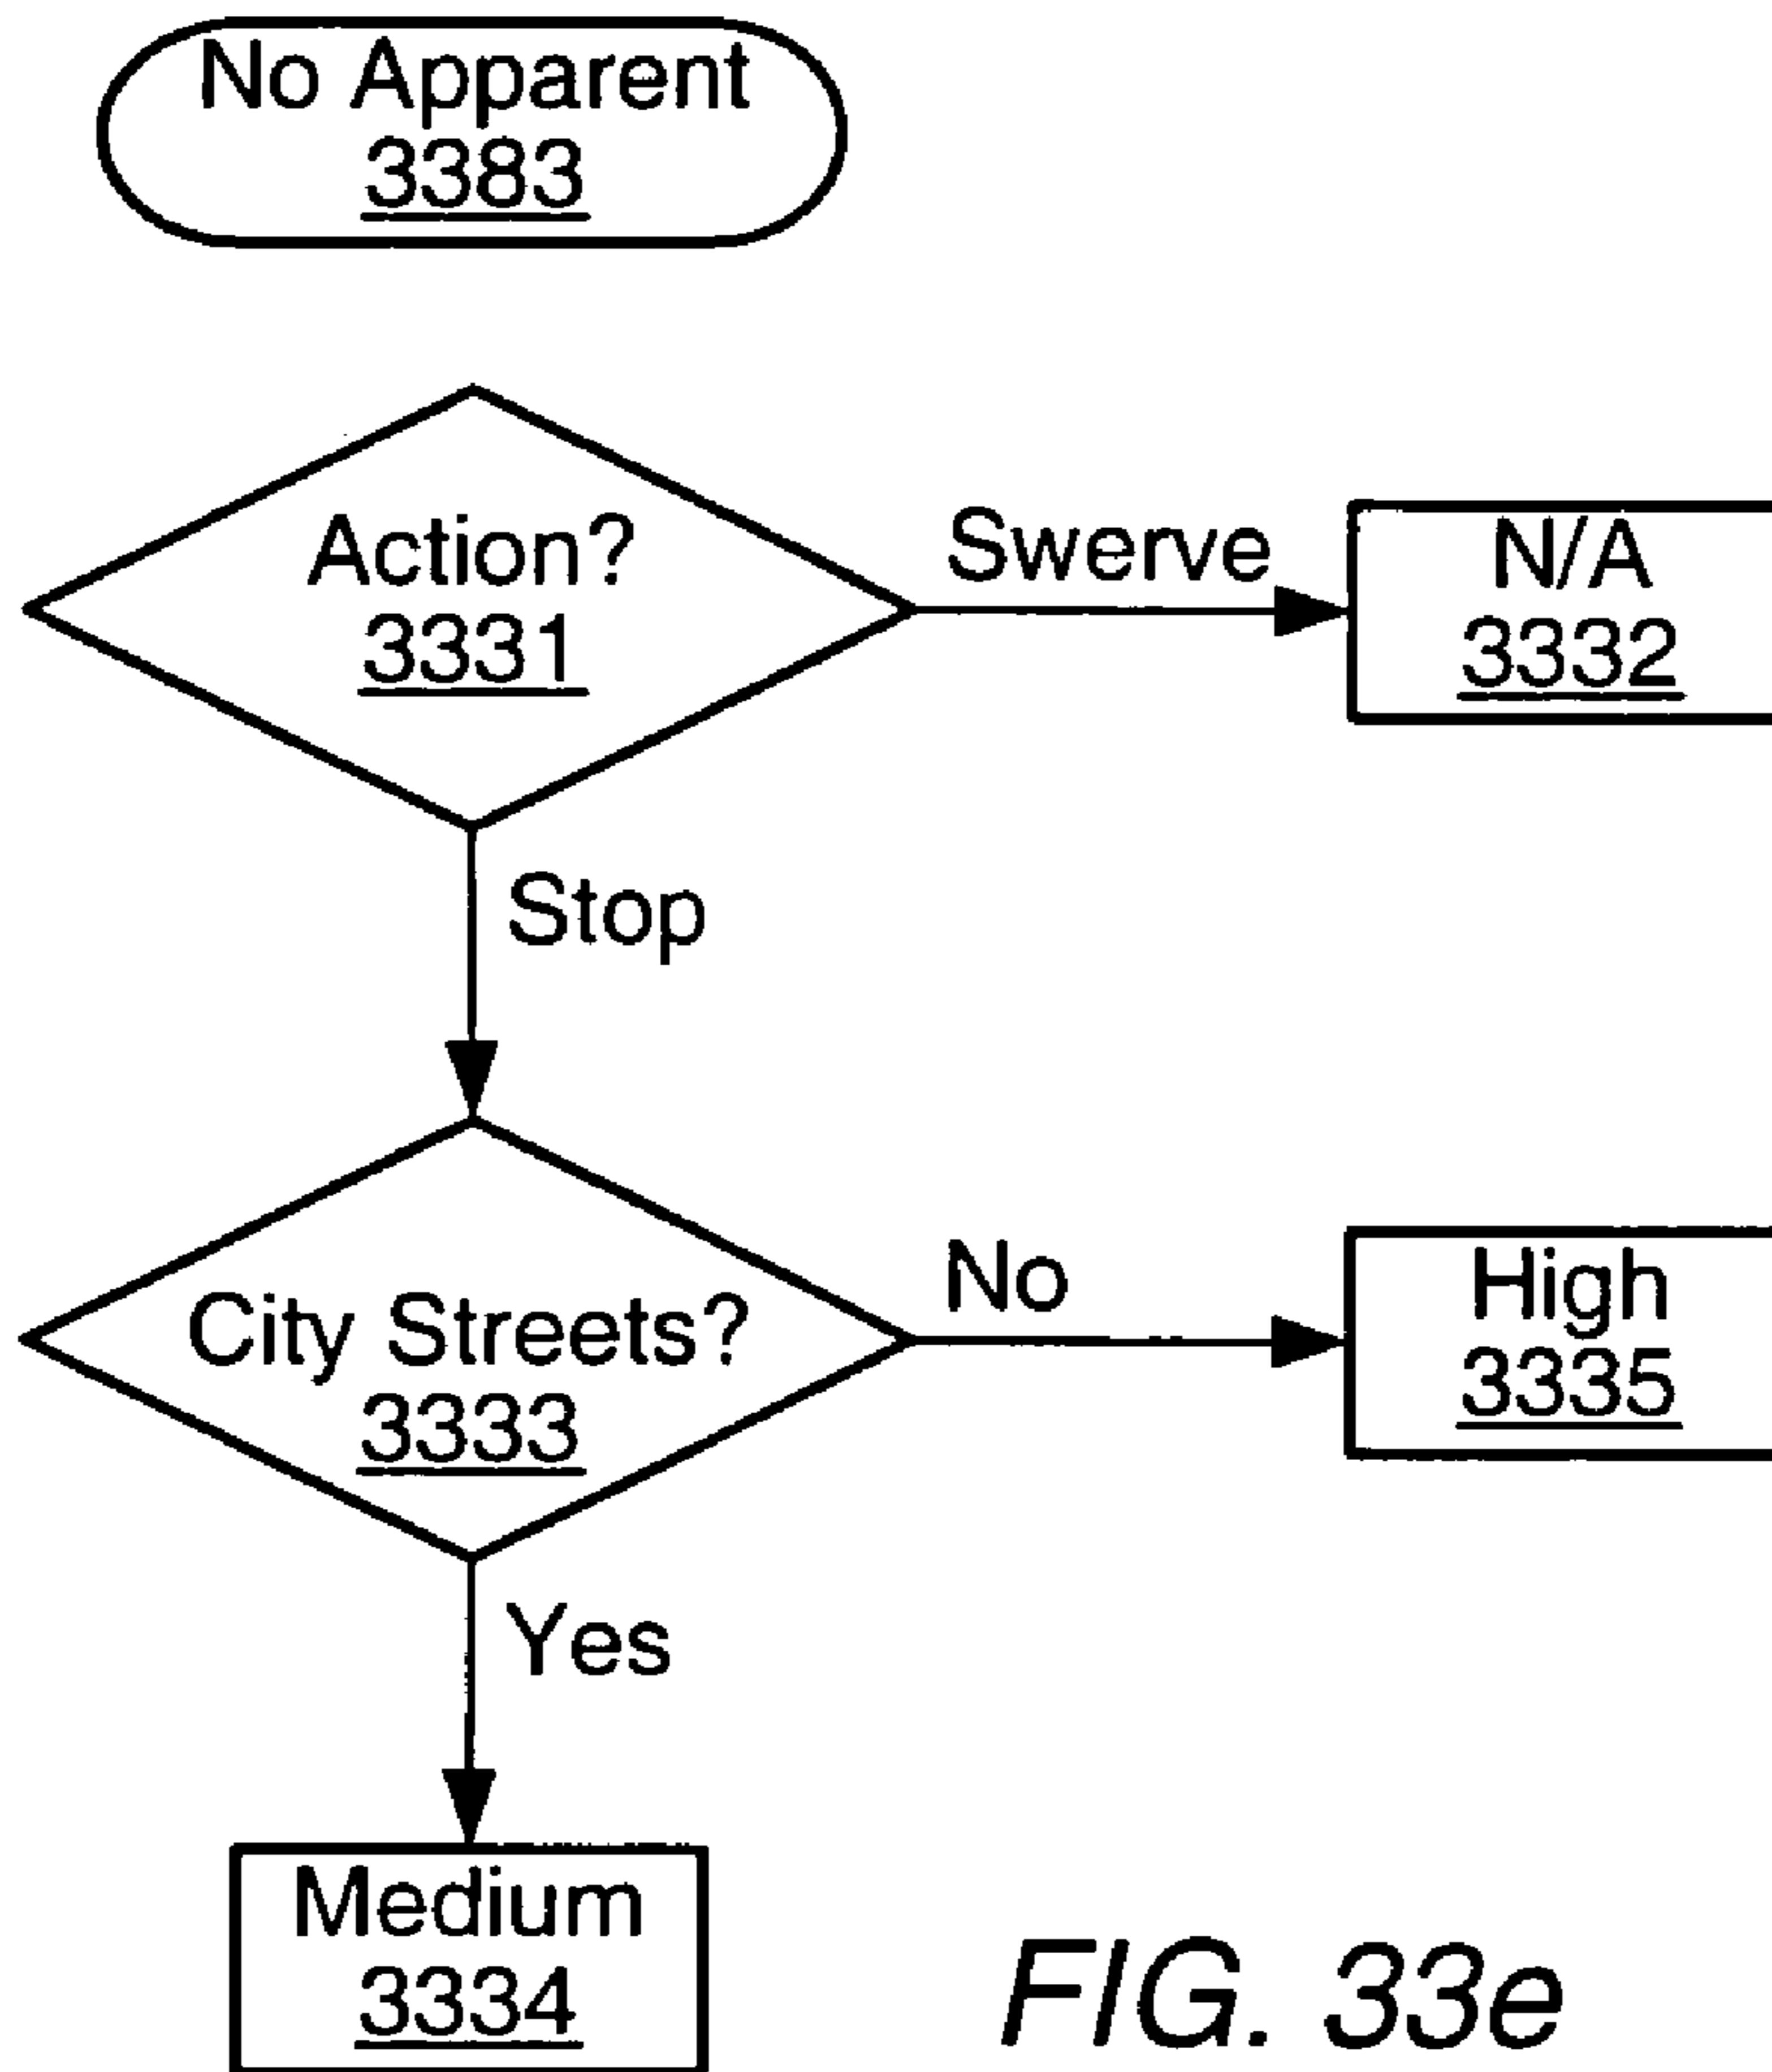 No Apparent
3383
Action?
3331
Swerve
N/A
3332
Stop
City Streets?
3333
No
High
3335
Yes
Medium
3334
FIG. 33e